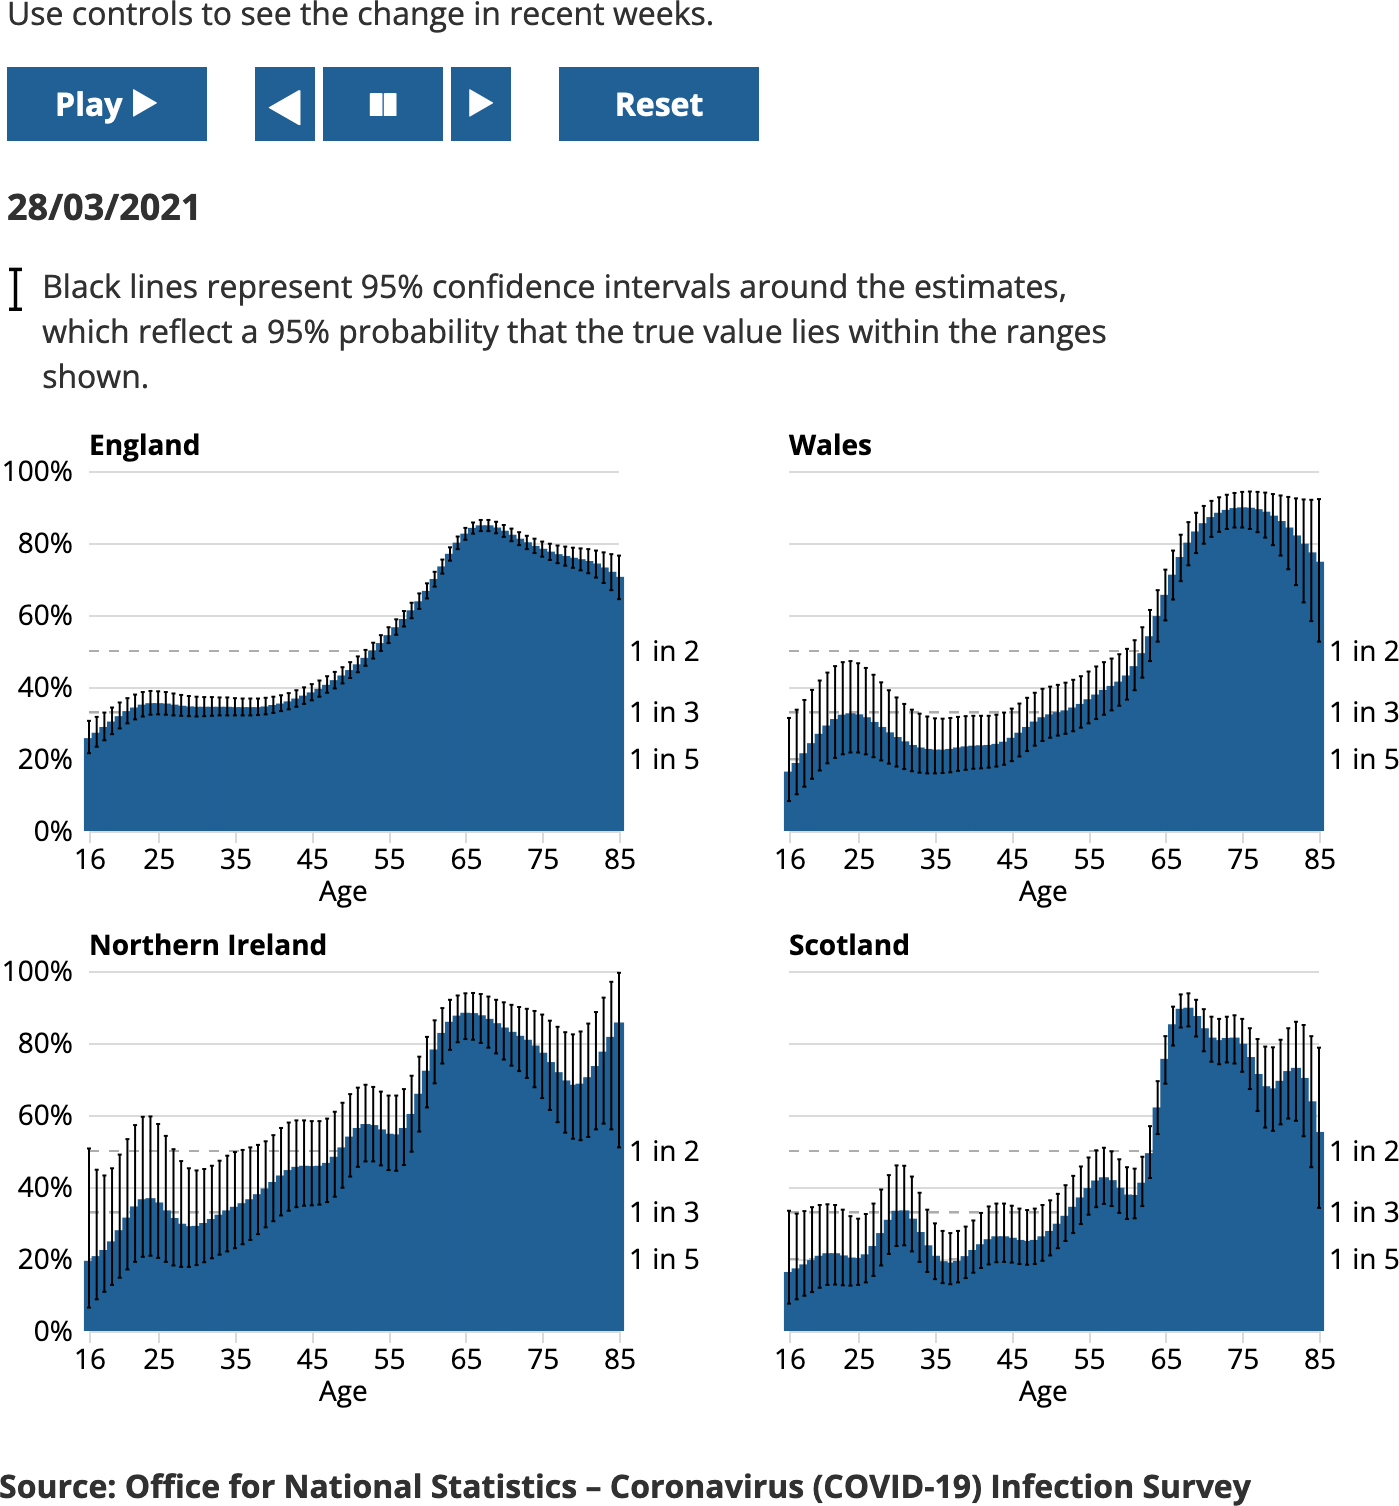 Use controls to see the change in recent weeks.
Play ▶ ◀ ▮▮ ▶ Reset
28/03/2021
Black lines represent 95% confidence intervals around the estimates,
which reflect a 95% probability that the true value lies within the ranges
shown.
England
100%
80%
60%
1 in 2
40%
1 in 3
20%
1 in 5
0%
16 25 35 45 55 65 75 85
Age
Wales
1 in 2
1 in 3
1 in 5
16 25 35 45 55 65 75 85
Age
Northern Ireland
100%
80%
60%
1 in 2
40%
1 in 3
20%
1 in 5
0%
16 25 35 45 55 65 75 85
Age
Scotland
1 in 2
1 in 3
1 in 5
16 25 35 45 55 65 75 85
Age
Source: Office for National Statistics – Coronavirus (COVID-19) Infection Survey